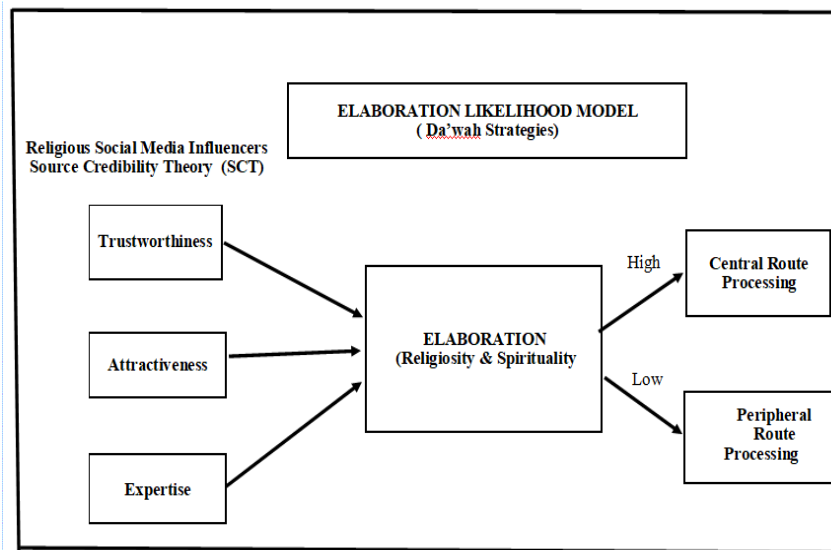 ELABORATION LIKELIHOOD MODEL
( Da'wah Strategies)
Religious Social Media Influencers
Source Credibility Theory (SCT)
Trustworthiness
Attractiveness
Expertise
ELABORATION
(Religiosity & Spirituality
High
Low
Central Route
Processing
Peripheral
Route
Processing